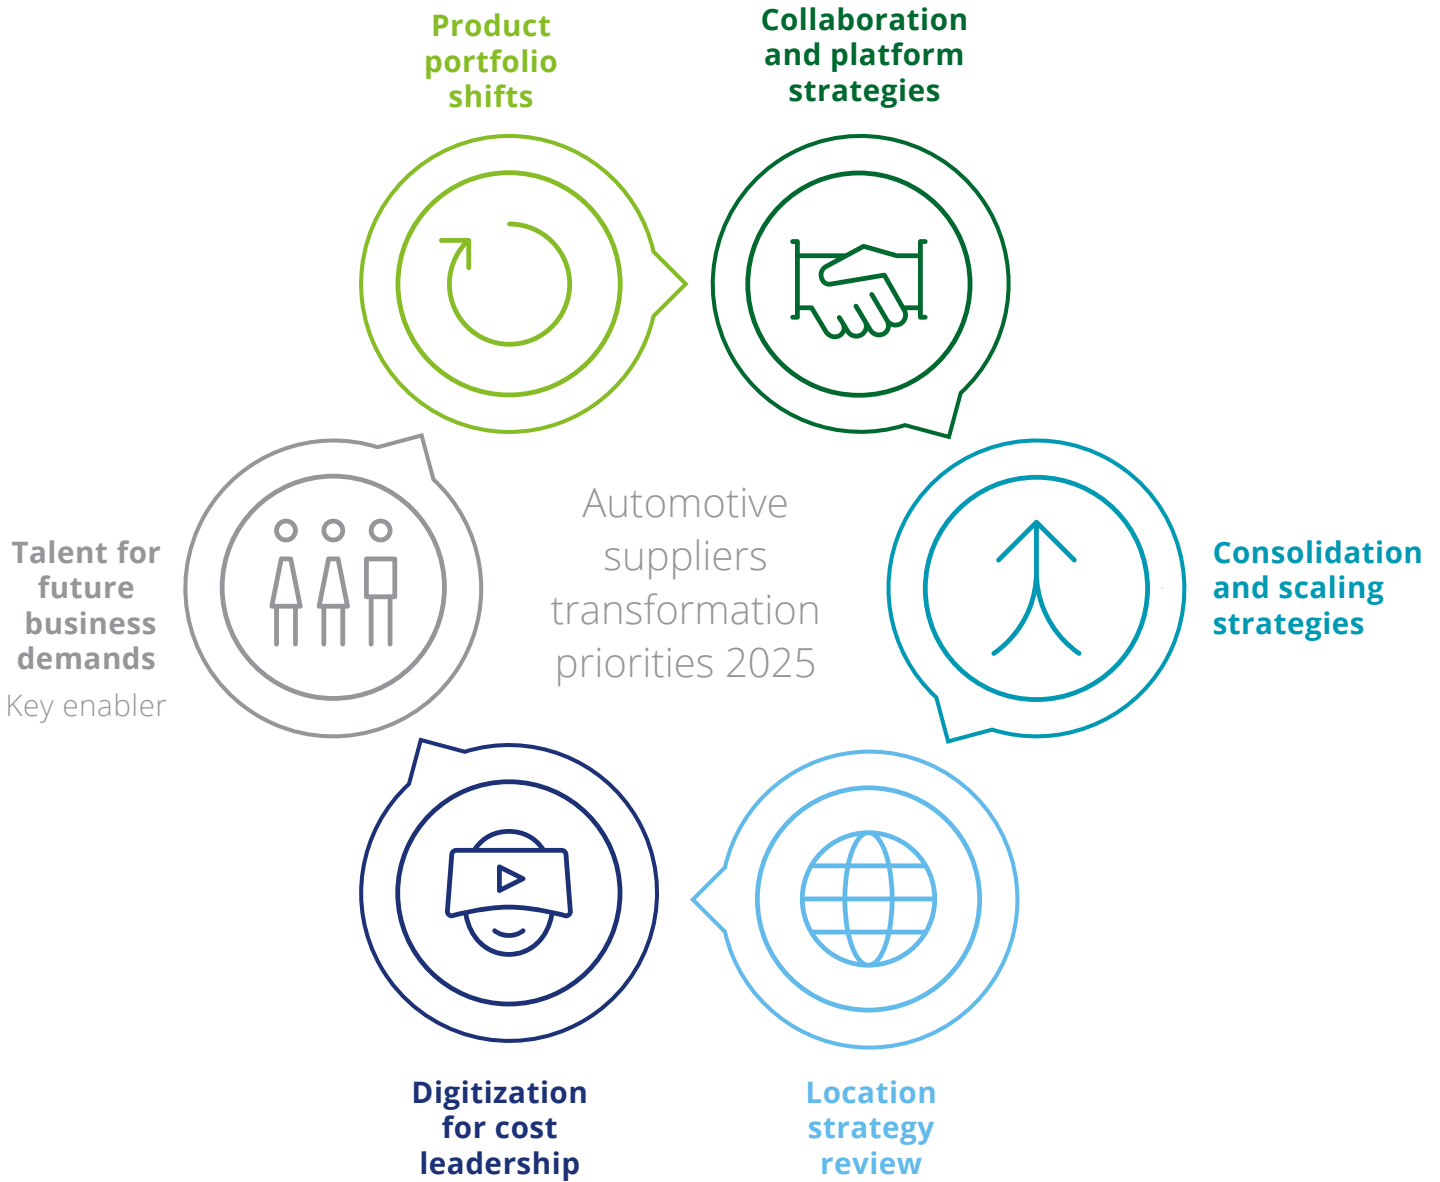 Product
portfolio
shifts
Collaboration
and platform
strategies
Automotive
suppliers
transformation
priorities 2025
Talent for
future
business
demands
Key enabler
Consolidation
and scaling
strategies
Digitization
for cost
leadership
Location
strategy
review